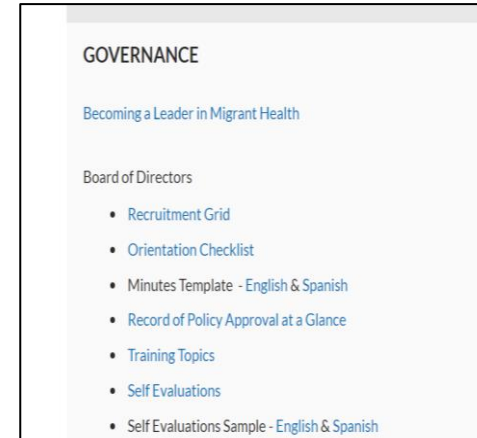 GOVERNANCE
Becoming a Leader in Migrant Health
Board of Directors
• Recruitment Grid
• Orientation Checklist
• Minutes Template - English & Spanish
• Record of Policy Approval at a Glance
• Training Topics
• Self Evaluations
• Self Evaluations Sample - English & Spanish